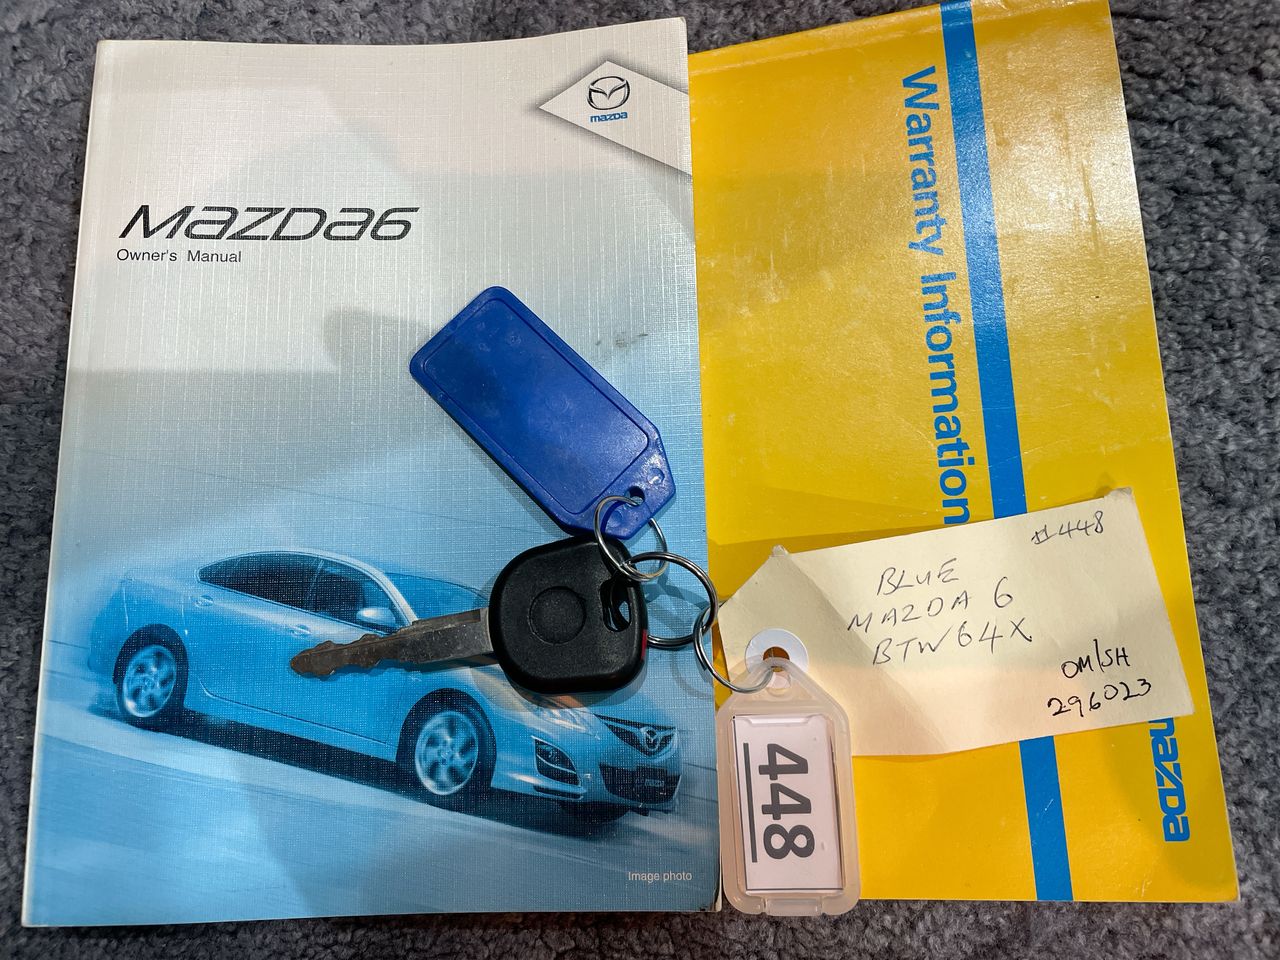 mazda
mazda6
Owner's Manual
Image photo
Warranty Information
mazda
#448
BLUE
MAZDA 6
BTW64X
OM/SH
296023
448